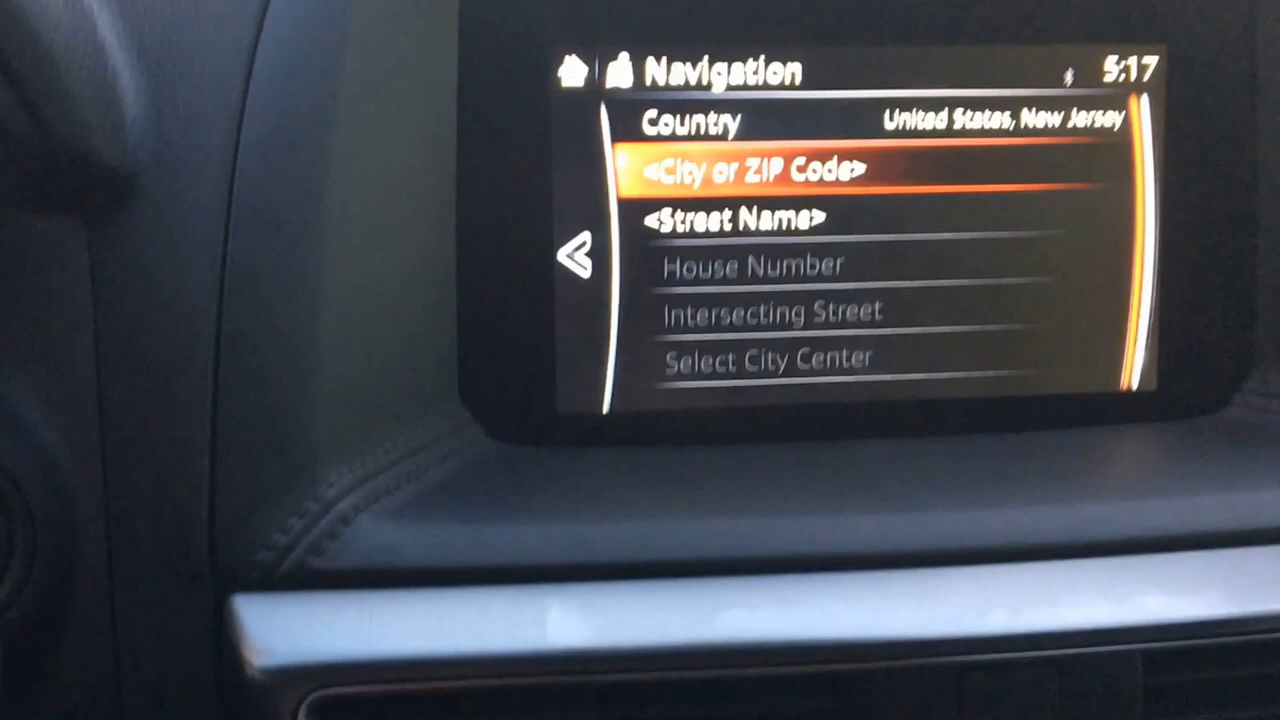 Navigation 5:17
Country United States, New Jersey
<City or ZIP Code>
<Street Name>
House Number
Intersecting Street
Select City Center